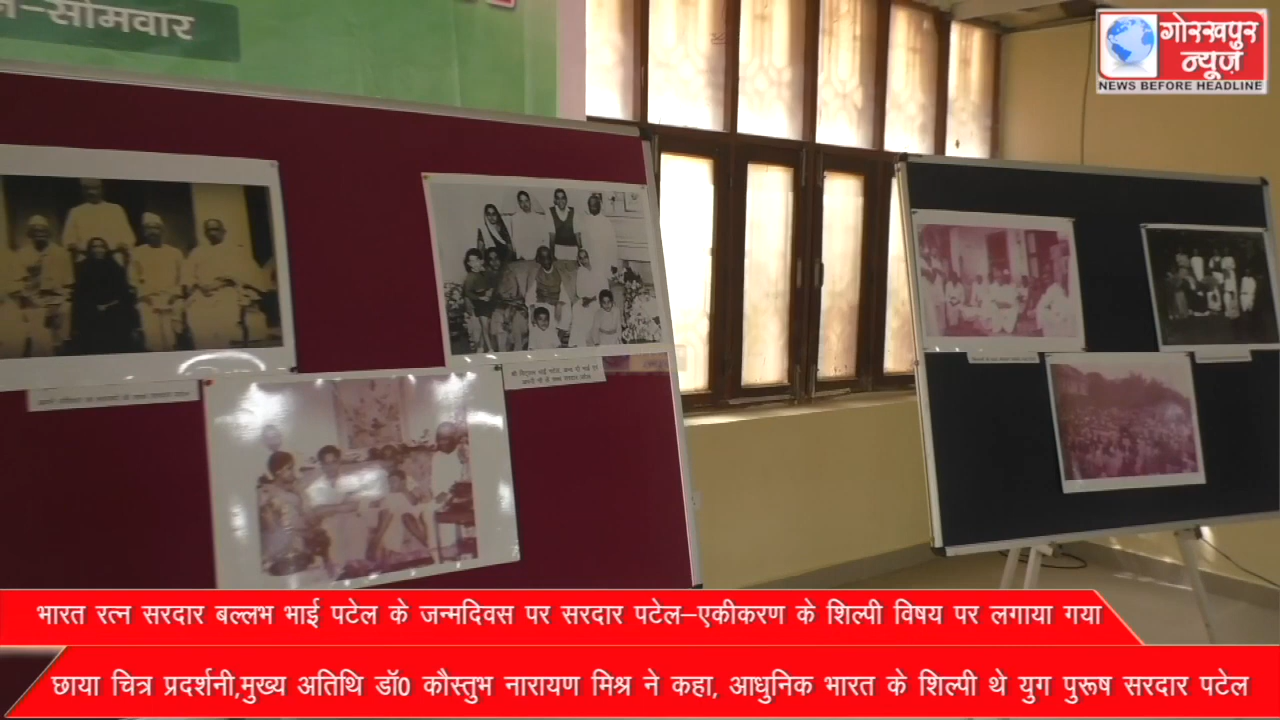 -सोमवार
गोरखपुर
न्यूज़
NEWS BEFORE HEADLINE
भारत रत्न सरदार बल्लभ भाई पटेल के जन्मदिवस पर सरदार पटेल–एकीकरण के शिल्पी विषय पर लगाया गया
छाया चित्र प्रदर्शनी,मुख्य अतिथि डॉ0 कौस्तुभ नारायण मिश्र ने कहा, आधुनिक भारत के शिल्पी थे युग पुरूष सरदार पटेल